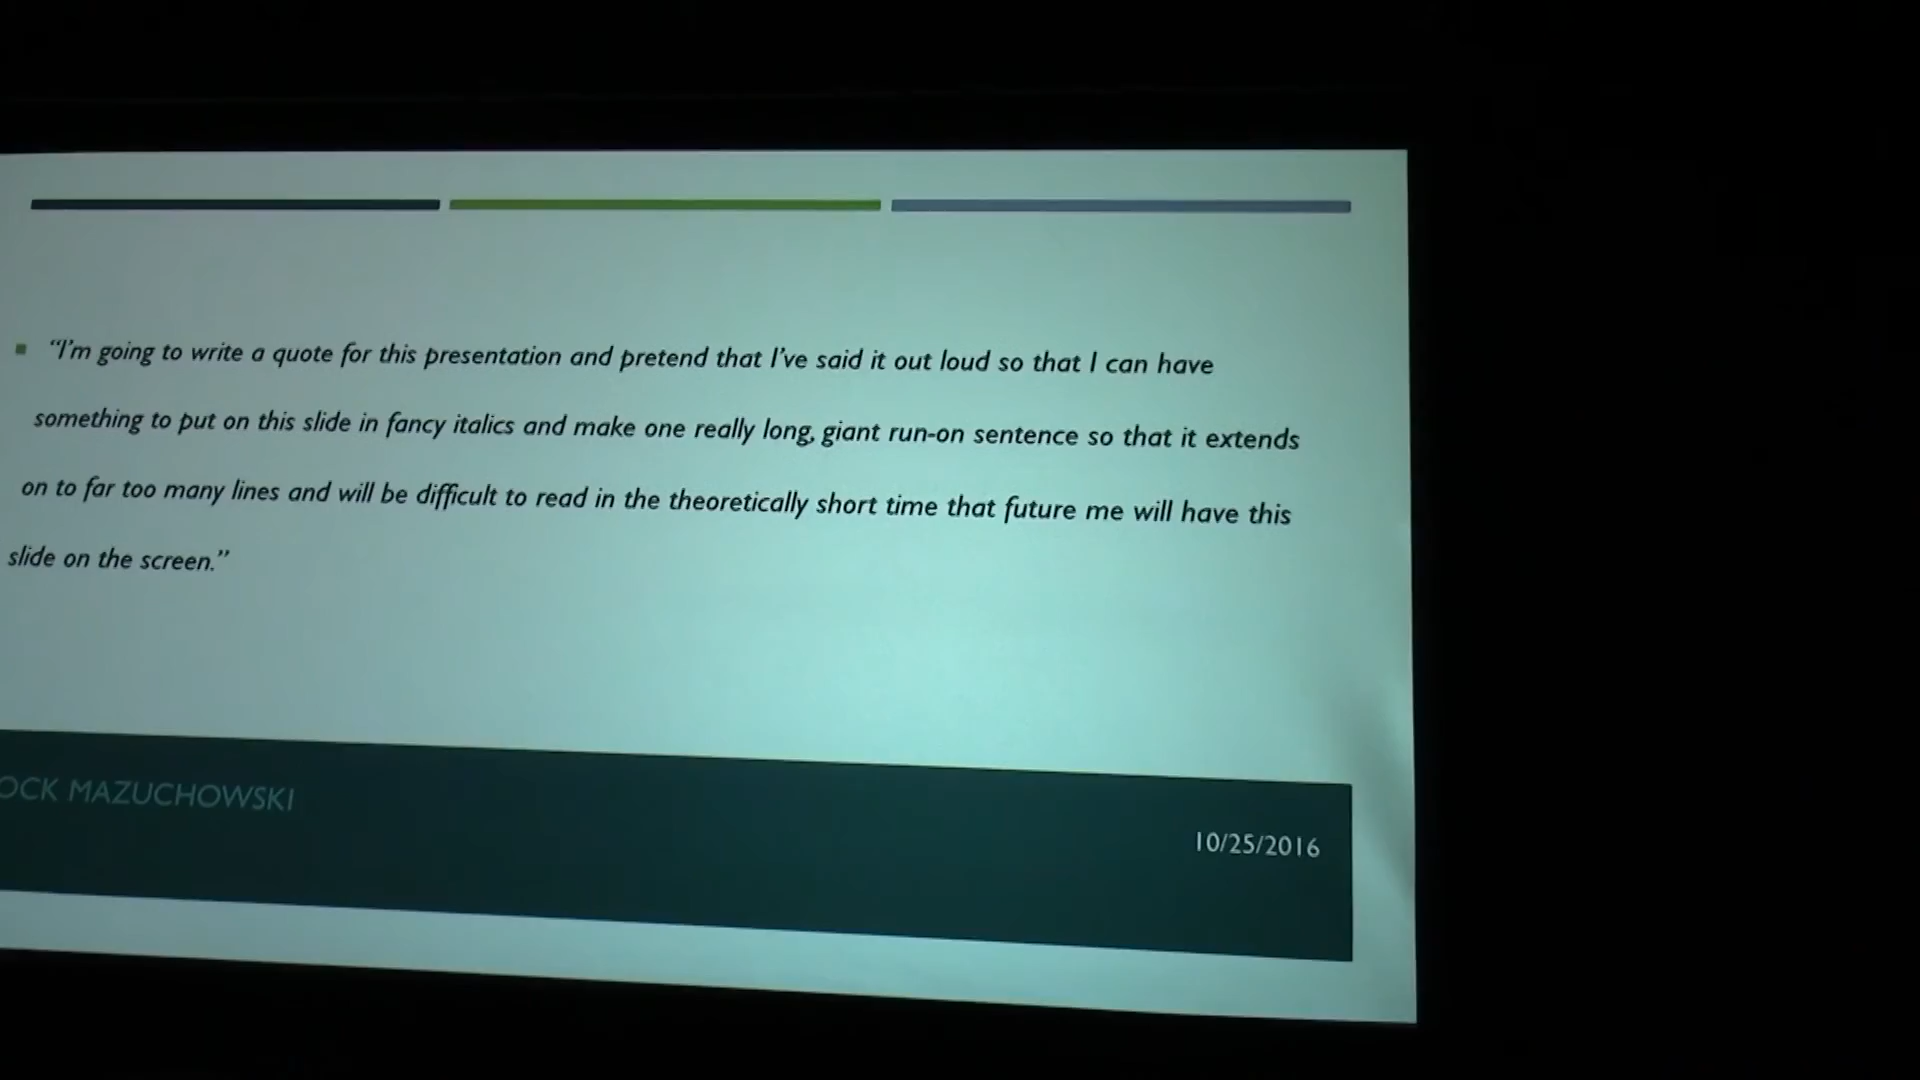 “I’m going to write a quote for this presentation and pretend that I’ve said it out loud so that I can have
something to put on this slide in fancy italics and make one really long, giant run-on sentence so that it extends
on to far too many lines and will be difficult to read in the theoretically short time that future me will have this
slide on the screen.”
OCK MAZUCHOWSKI
10/25/2016